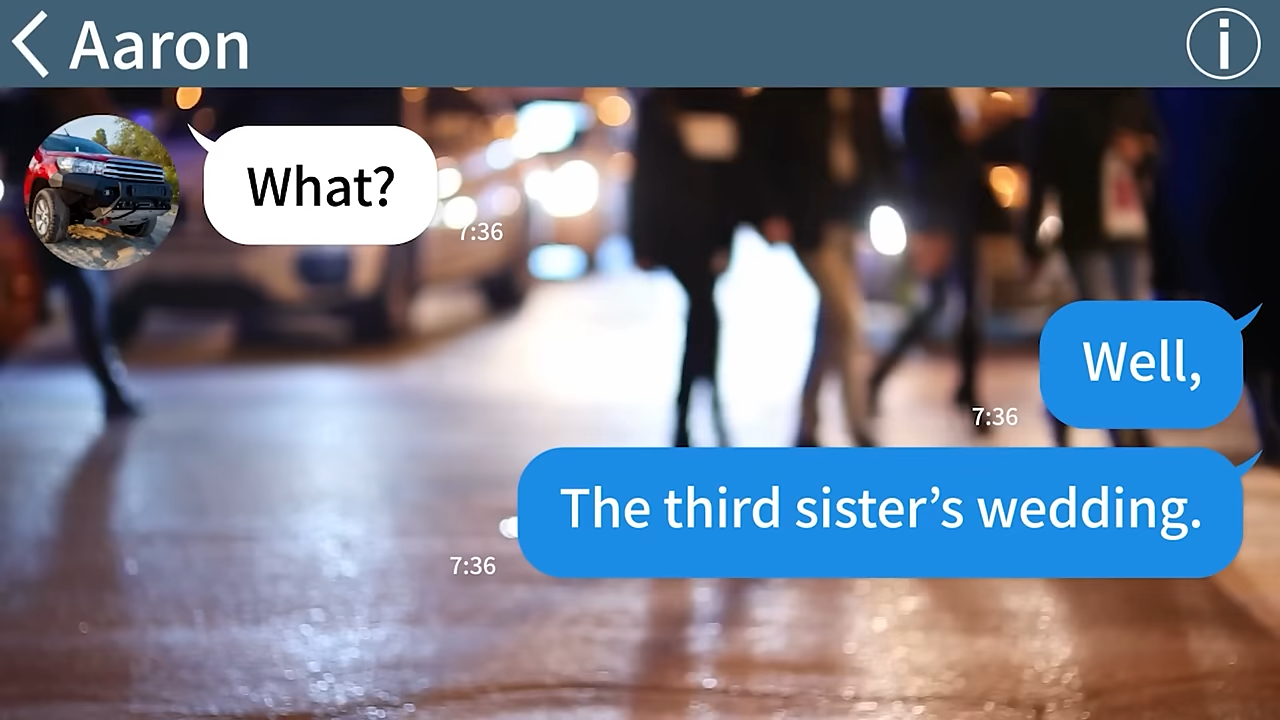 Aaron
What?
7:36
Well,
7:36
The third sister’s wedding.
7:36